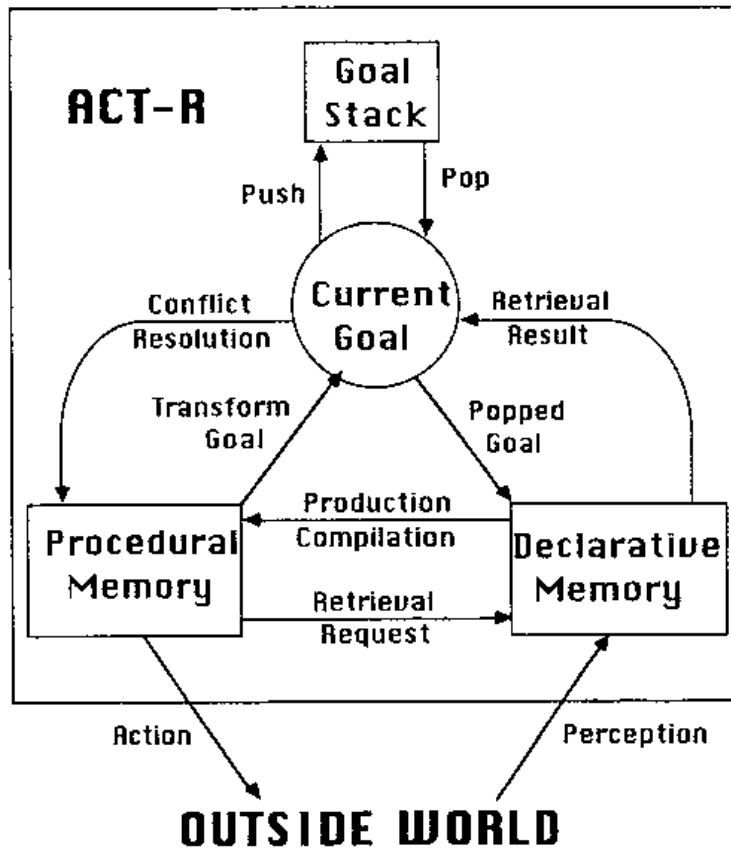 Goal
Stack
ACT-R
Push
Pop
Current
Goal
Conflict
Resolution
Retrieval
Result
Transform
Goal
Popped
Goal
Production
Compilation
Procedural
Memory
Declarative
Memory
Retrieval
Request
Action
Perception
OUTSIDE WORLD